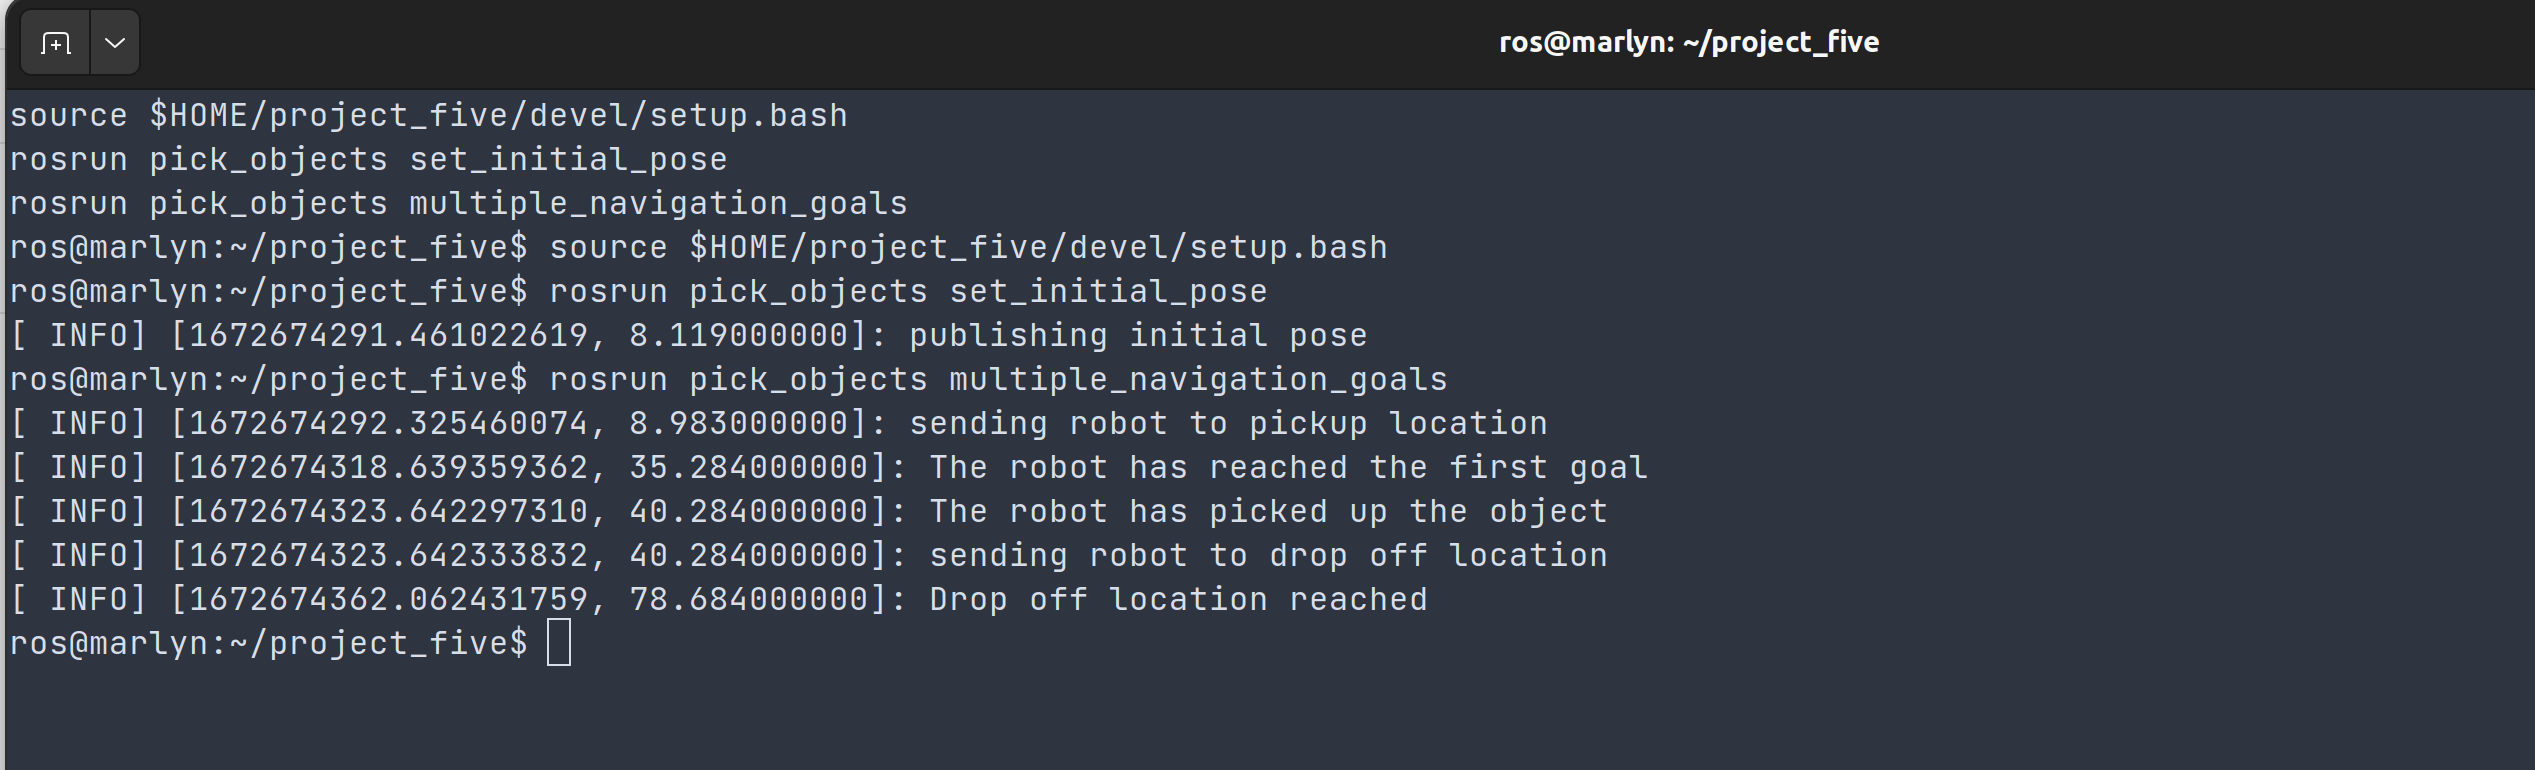 ros@marlyn: ~/project_five
source $HOME/project_five/devel/setup.bash
rosrun pick_objects set_initial_pose
rosrun pick_objects multiple_navigation_goals
ros@marlyn:~/project_five$ source $HOME/project_five/devel/setup.bash
ros@marlyn:~/project_five$ rosrun pick_objects set_initial_pose
[ INFO] [1672674291.461022619, 8.119000000]: publishing initial pose
ros@marlyn:~/project_five$ rosrun pick_objects multiple_navigation_goals
[ INFO] [1672674292.325460074, 8.983000000]: sending robot to pickup location
[ INFO] [1672674318.639359362, 35.284000000]: The robot has reached the first goal
[ INFO] [1672674323.642297310, 40.284000000]: The robot has picked up the object
[ INFO] [1672674323.642333832, 40.284000000]: sending robot to drop off location
[ INFO] [1672674362.062431759, 78.684000000]: Drop off location reached
ros@marlyn:~/project_five$